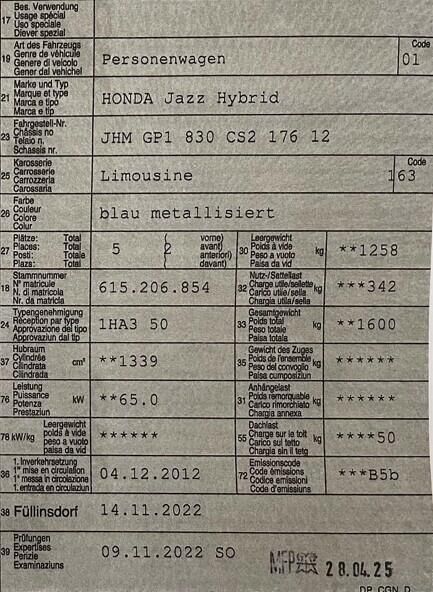 Bes. Verwendung
17 Usage spécial
Uso speciale
Diever spezial
Art des Fahrzeugs Code
19 Genre de véhicule Personenwagen 01
Genere di veicolo
Gener dal vehichel
Marke und Typ
21 Marque et type HONDA Jazz Hybrid
Marca e tipo
Marca e tip
Fahrgestell-Nr.
23 Châssis no JHM GP1 830 CS2 176 12
Telaio n.
Schassis nr.
Karosserie Code
25 Carrosserie Limousine 163
Carrozzeria
Carossaria
Farbe
26 Couleur blau metallisiert
Colore
Colur
Plätze: Total vorne) Leergewicht
27 Places: Total 5 (2 avant) 30 Poids à vide kg **1258
Posti: Totale anteriori) Peso a vuoto
Plazs: Total davant) Paisa da vid
Stammnummer Nutz-/Sattellast
18 N° matricule 615.206.854 32 Charge utile/sellette kg ***342
N. di matricola Carico utile/sella
Nr. da matricla Chargia utila/sella
Typengenehmigung Gesamtgewicht
24 Réception par type 1HA3 50 33 Poids total kg **1600
Approvazione del tipo Peso totale
Approvaziun dal tip Paisa totala
Hubraum Gewicht des Zuges
37 Cylindrée cm³ **1339 35 Poids de l'ensemble kg ******
Cilindrata Peso del convoglio
Cilindrada Paisa cumposiziun
Leistung Anhängelast
76 Puissance kW **65.0 31 Poids remorquable kg ******
Potenza Carico rimorchiato
Prestaziun Chargia annexa
Leergewicht Dachlast
78 kW/kg poids à vide ****** 55 Charge sur le toit kg ****50
peso a vuoto Carico sul tetto
paisa da vid Chargia sin il tetg
1. Inverkehrsetzung Emissionscode
36 1re mise en circulation 04.12.2012 72 Code émissions ***B5b
1a messa in circolazione Codice emissioni
1. entrada en circulaziun Code d'emissiuns
38 Füllinsdorf 14.11.2022
Prüfungen
39 Expertises 09.11.2022 SO MFP 28.04.25
Perizie
Examinaziuns